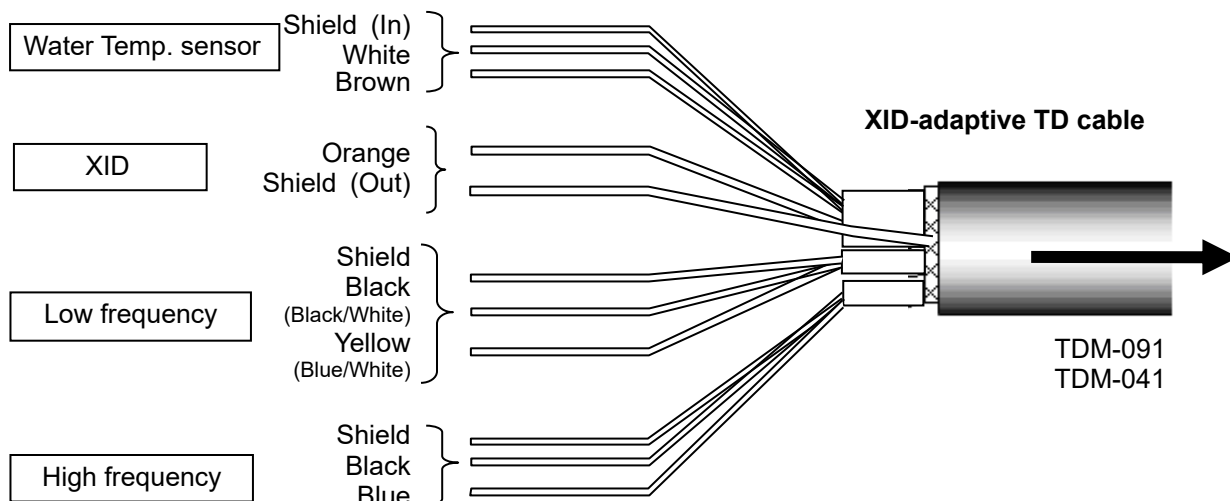 Water Temp. sensor
Shield (In)
White
Brown
XID
Orange
Shield (Out)
Low frequency
Shield
Black
(Black/White)
Yellow
(Blue/White)
High frequency
Shield
Black
Blue
XID-adaptive TD cable
TDM-091
TDM-041